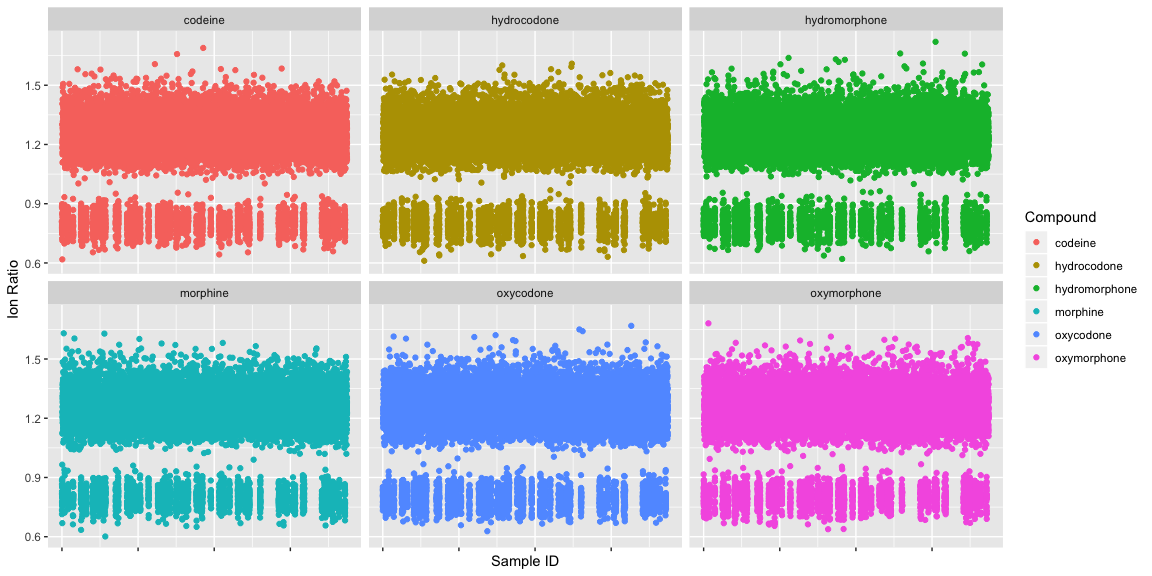 codeine
hydrocodone
hydromorphone
1.5
1.2
0.9
0.6
morphine
oxycodone
oxymorphone
1.5
1.2
0.9
0.6
Ion Ratio
Sample ID
Compound
codeine
hydrocodone
hydromorphone
morphine
oxycodone
oxymorphone